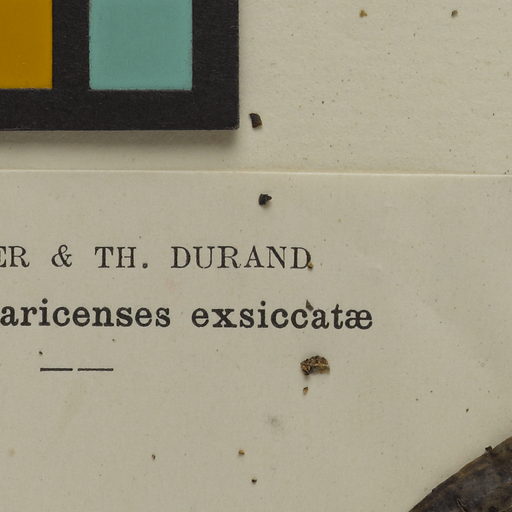 ER & TH. DURAND
aricenses exsiccatæ